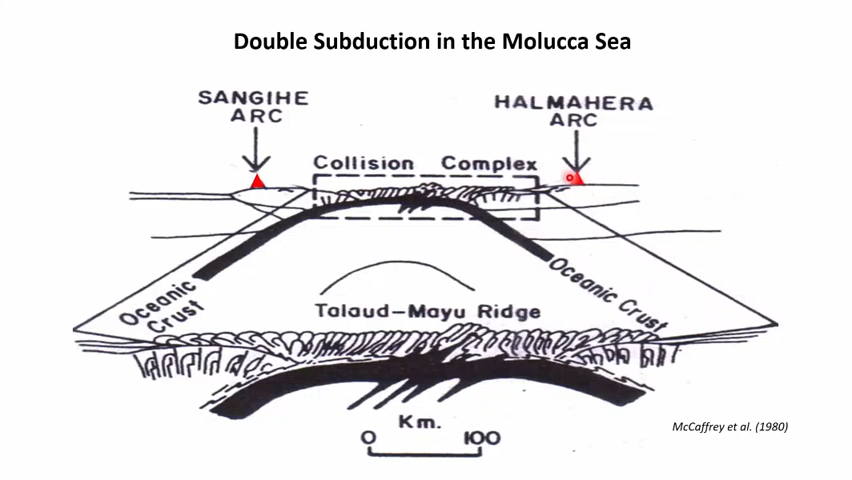 Double Subduction in the Molucca Sea
SANGIHE
ARC
HALMAHERA
ARC
Collision Complex
Oceanic
Crust
Oceanic Crust
Talaud-Mayu Ridge
Km.
0 100
McCaffrey et al. (1980)